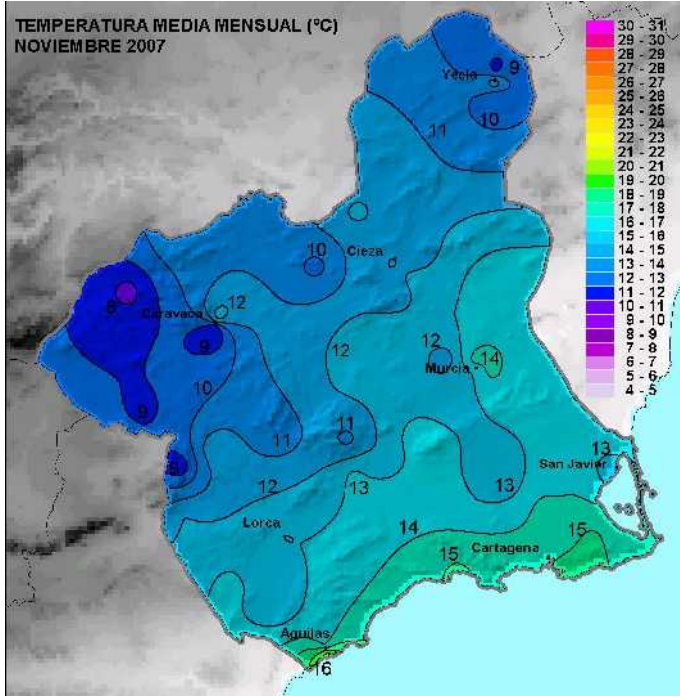 TEMPERATURA MEDIA MENSUAL (ºC)
NOVIEMBRE 2007
30 - 31
29 - 30
28 - 29
27 - 28
26 - 27
25 - 26
24 - 25
23 - 24
22 - 23
21 - 22
20 - 21
19 - 20
18 - 19
17 - 18
16 - 17
15 - 16
14 - 15
13 - 14
12 - 13
11 - 12
10 - 11
9 - 10
8 - 9
7 - 8
6 - 7
5 - 6
4 - 5
9
Yecla
10
11
10
Cieza
8
12
Caravaca
9
10
12
12
14
Murcia
9
11
11
13
9
San Javier
12
13
13
Lorca
14
15
15
Cartagena
Aguilas
16